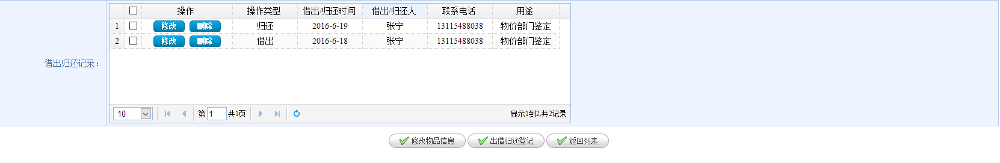 操作 操作类型 借出/归还时间 借出/归还人 联系电话 用途
1 修改 删除 归还 2016-6-19 张宁 13115488038 物价部门鉴定
2 修改 删除 借出 2016-6-18 张宁 13115488038 物价部门鉴定
借出归还记录：
10 第 1 共1页 显示1到2,共2记录
修改物品信息 出借归还登记 返回列表